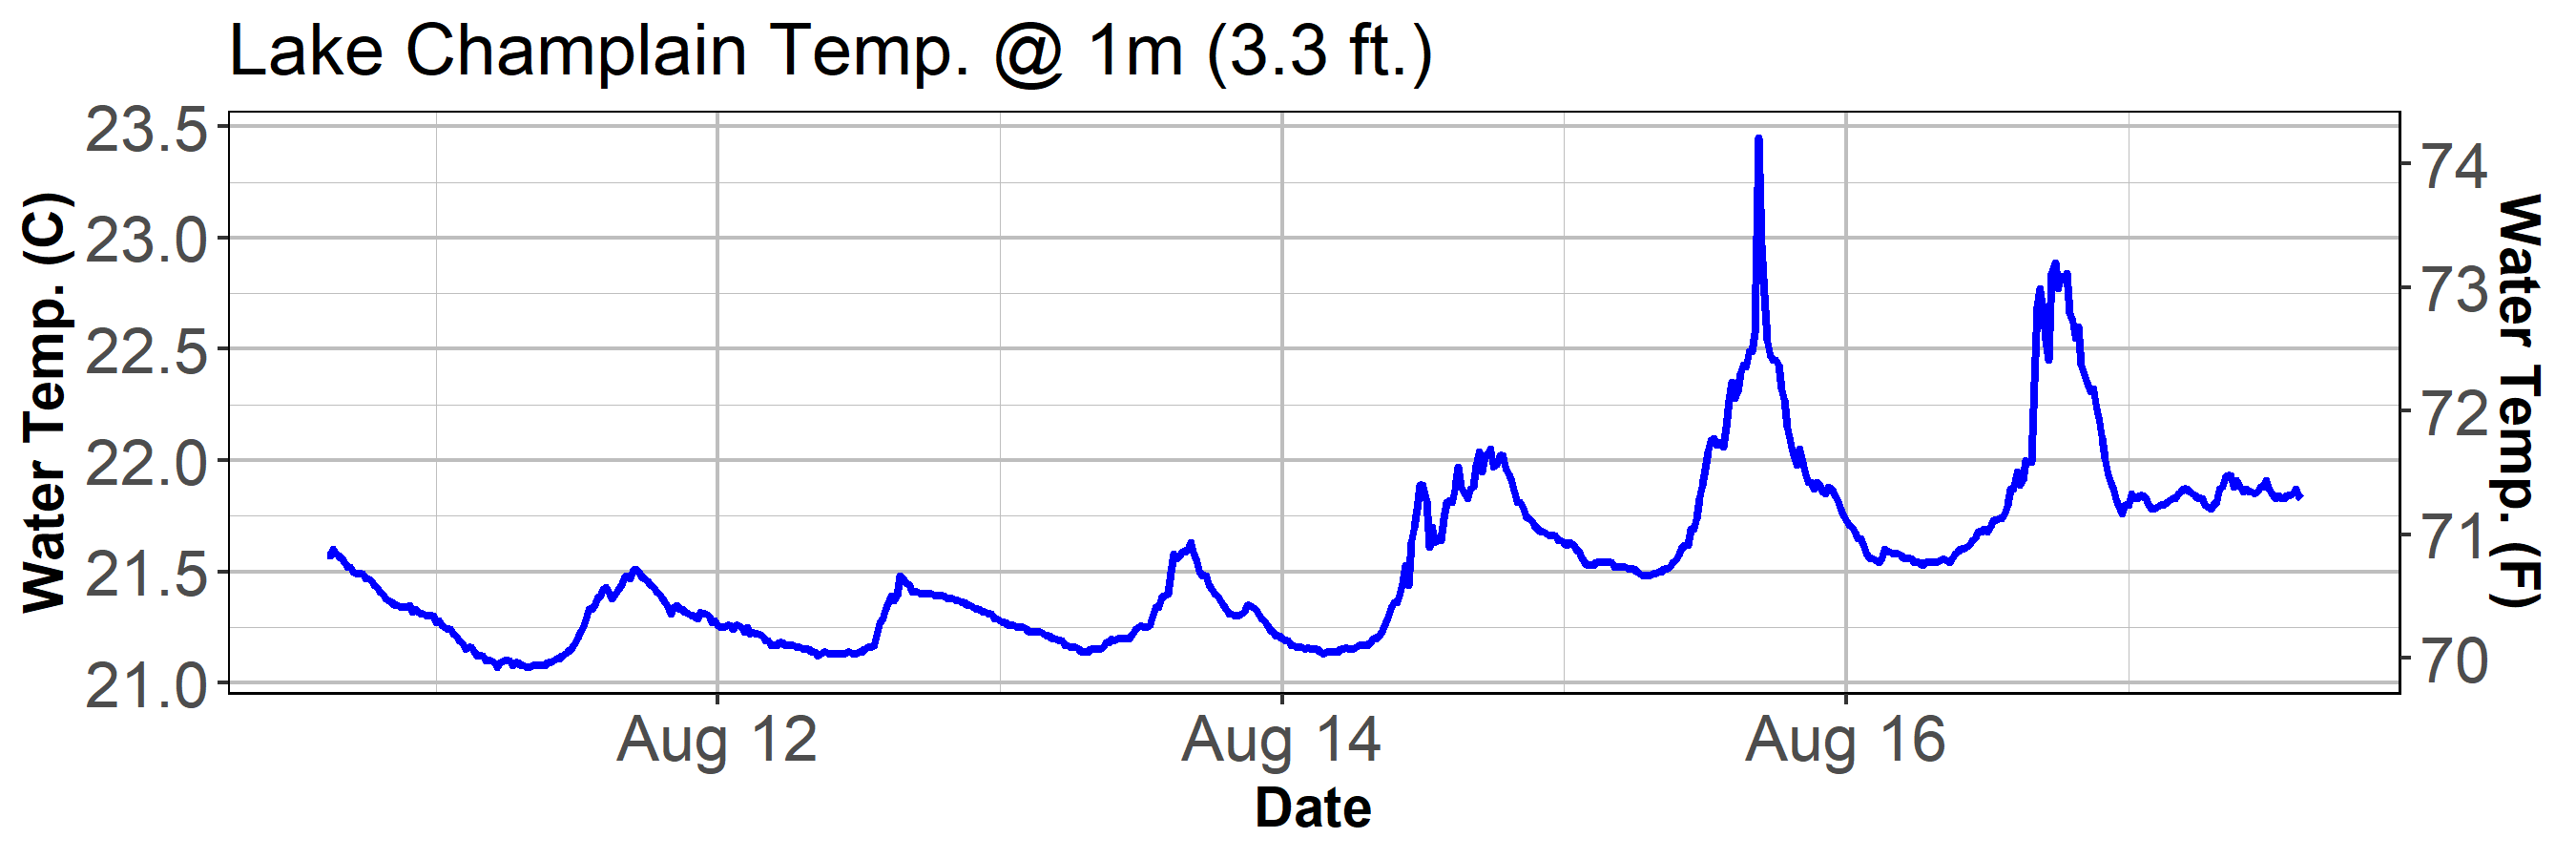 Lake Champlain Temp. @ 1m (3.3 ft.)
Water Temp. (C)
23.5
23.0
22.5
22.0
21.5
21.0
74
73
72
71
70
Water Temp. (F)
Aug 12
Aug 14
Aug 16
Date